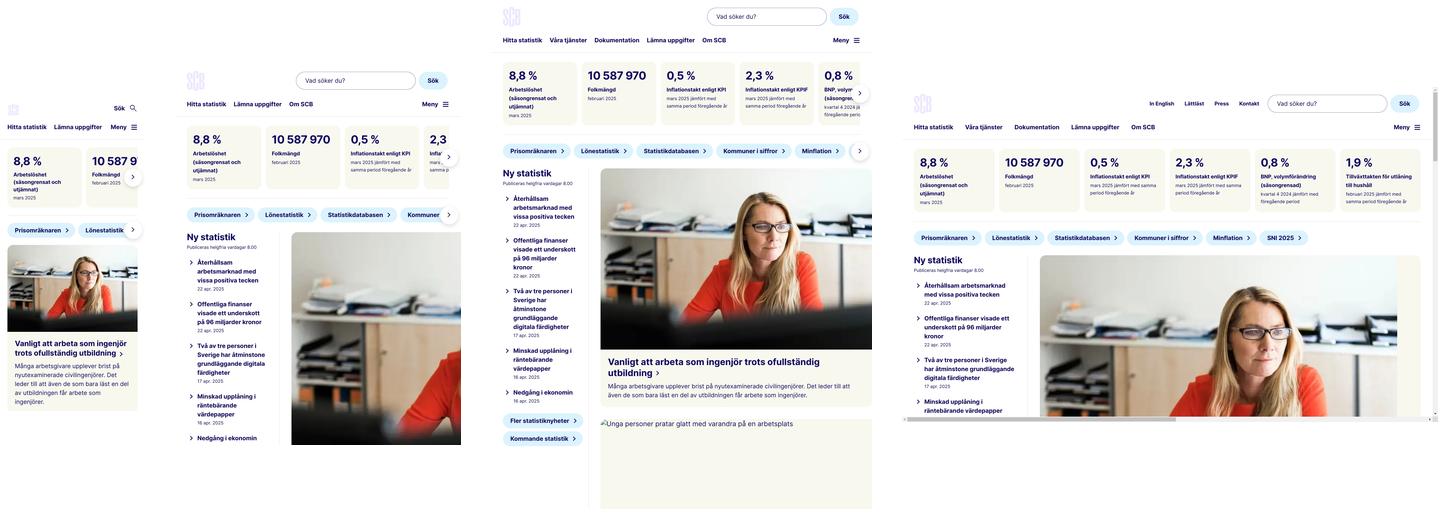 SCB
Sök
Hitta statistik Lämna uppgifter Meny
8,8 %
Arbetslöshet
(säsongrensat och
utjämnat)
mars 2025
10 587 9
Folkmängd
februari 2025
Prisomräknaren Lönestatistik
Vanligt att arbeta som ingenjör
trots ofullständig utbildning
Många arbetsgivare upplever brist på
nyutexaminerade civilingenjörer. Det
leder till att även de som bara läst en del
av utbildningen får arbete som
ingenjörer.
SCB
Vad söker du?
Sök
Hitta statistik Lämna uppgifter Om SCB Meny
8,8 %
Arbetslöshet
(säsongrensat och
utjämnat)
mars 2025
10 587 970
Folkmängd
februari 2025
0,5 %
Inflationstakt enligt KPI
mars 2025 jämfört med
samma period föregående år
2,3
Infla
mars
samma p
Prisomräknaren Lönestatistik Statistikdatabasen Kommuner
Ny statistik
Publiceras helgfria vardagar 8.00
Återhållsam
arbetsmarknad med
vissa positiva tecken
22 apr. 2025
Offentliga finanser
visade ett underskott
på 96 miljarder kronor
22 apr. 2025
Två av tre personer i
Sverige har åtminstone
grundläggande digitala
färdigheter
17 apr. 2025
Minskad upplåning i
räntebärande
värdepapper
16 apr. 2025
Nedgång i ekonomin
SCB
Vad söker du?
Sök
Hitta statistik Våra tjänster Dokumentation Lämna uppgifter Om SCB Meny
8,8 %
Arbetslöshet
(säsongrensat och
utjämnat)
mars 2025
10 587 970
Folkmängd
februari 2025
0,5 %
Inflationstakt enligt KPI
mars 2025 jämfört med
samma period föregående år
2,3 %
Inflationstakt enligt KPIF
mars 2025 jämfört med
samma period föregående år
0,8 %
BNP, volym
(säsongren
kvartal 4 2024 jä
föregående perio
Prisomräknaren Lönestatistik Statistikdatabasen Kommuner i siffror Minflation
Ny statistik
Publiceras helgfria vardagar 8.00
Återhållsam
arbetsmarknad med
vissa positiva tecken
22 apr. 2025
Offentliga finanser
visade ett underskott
på 96 miljarder
kronor
22 apr. 2025
Två av tre personer i
Sverige har
åtminstone
grundläggande
digitala färdigheter
17 apr. 2025
Minskad upplåning i
räntebärande
värdepapper
16 apr. 2025
Nedgång i ekonomin
16 apr. 2025
Fler statistiknyheter
Kommande statistik
Vanligt att arbeta som ingenjör trots ofullständig
utbildning
Många arbetsgivare upplever brist på nyutexaminerade civilingenjörer. Det leder till att
även de som bara läst en del av utbildningen får arbete som ingenjörer.
Unga personer pratar glatt med varandra på en arbetsplats
SCB
In English Lättläst Press Kontakt
Vad söker du?
Sök
Hitta statistik Våra tjänster Dokumentation Lämna uppgifter Om SCB Meny
8,8 %
Arbetslöshet
(säsongrensat och
utjämnat)
mars 2025
10 587 970
Folkmängd
februari 2025
0,5 %
Inflationstakt enligt KPI
mars 2025 jämfört med samma
period föregående år
2,3 %
Inflationstakt enligt KPIF
mars 2025 jämfört med samma
period föregående år
0,8 %
BNP, volymförändring
(säsongrensad)
kvartal 4 2024 jämfört med
föregående period
1,9 %
Tillväxttakten för utlåning
till hushåll
februari 2025 jämfört med
samma period föregående år
Prisomräknaren Lönestatistik Statistikdatabasen Kommuner i siffror Minflation SNI 2025
Ny statistik
Publiceras helgfria vardagar 8.00
Återhållsam arbetsmarknad
med vissa positiva tecken
22 apr. 2025
Offentliga finanser visade ett
underskott på 96 miljarder
kronor
22 apr. 2025
Två av tre personer i Sverige
har åtminstone grundläggande
digitala färdigheter
17 apr. 2025
Minskad upplåning i
räntebärande värdepapper